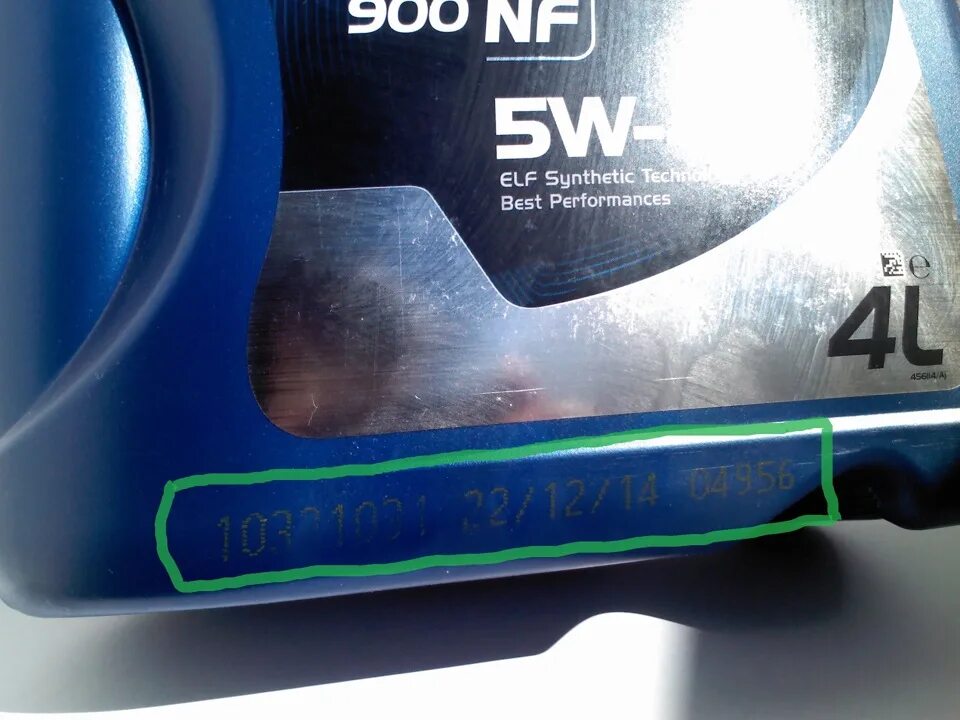 900 NF
5W-
ELF Synthetic
Best Performances
e
4L
22/12/14 04956